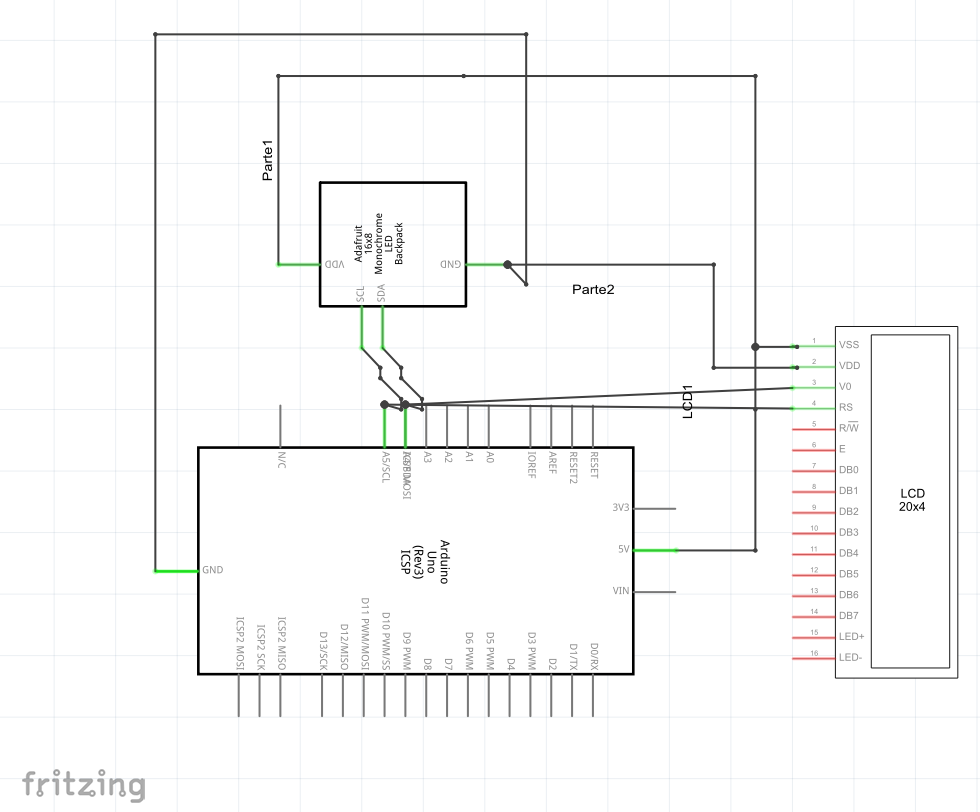 Parte1
Adafruit
16x8
Monochrome
LED
Backpack
VDD
GND
SCL
SDA
Parte2
LCD1
1 VSS
2 VDD
3 V0
4 RS
5 R/W
6 E
7 DB0
8 DB1
9 DB2
10 DB3
11 DB4
12 DB5
13 DB6
14 DB7
15 LED+
16 LED-
LCD
20x4
N/C
A5/SCL
A3
A2
A1
A0
IOREF
AREF
RESET2
RESET
3V3
5V
VIN
GND
Arduino
Uno
(Rev3)
ICSP
ICSP2 MOSI
ICSP2 SCK
ICSP2 MISO
D13/SCK
D12/MISO
D11 PWM/MOSI
D10 PWM/SS
D9 PWM
D8
D7
D6 PWM
D5 PWM
D4
D3 PWM
D2
D1/TX
D0/RX
fritzing